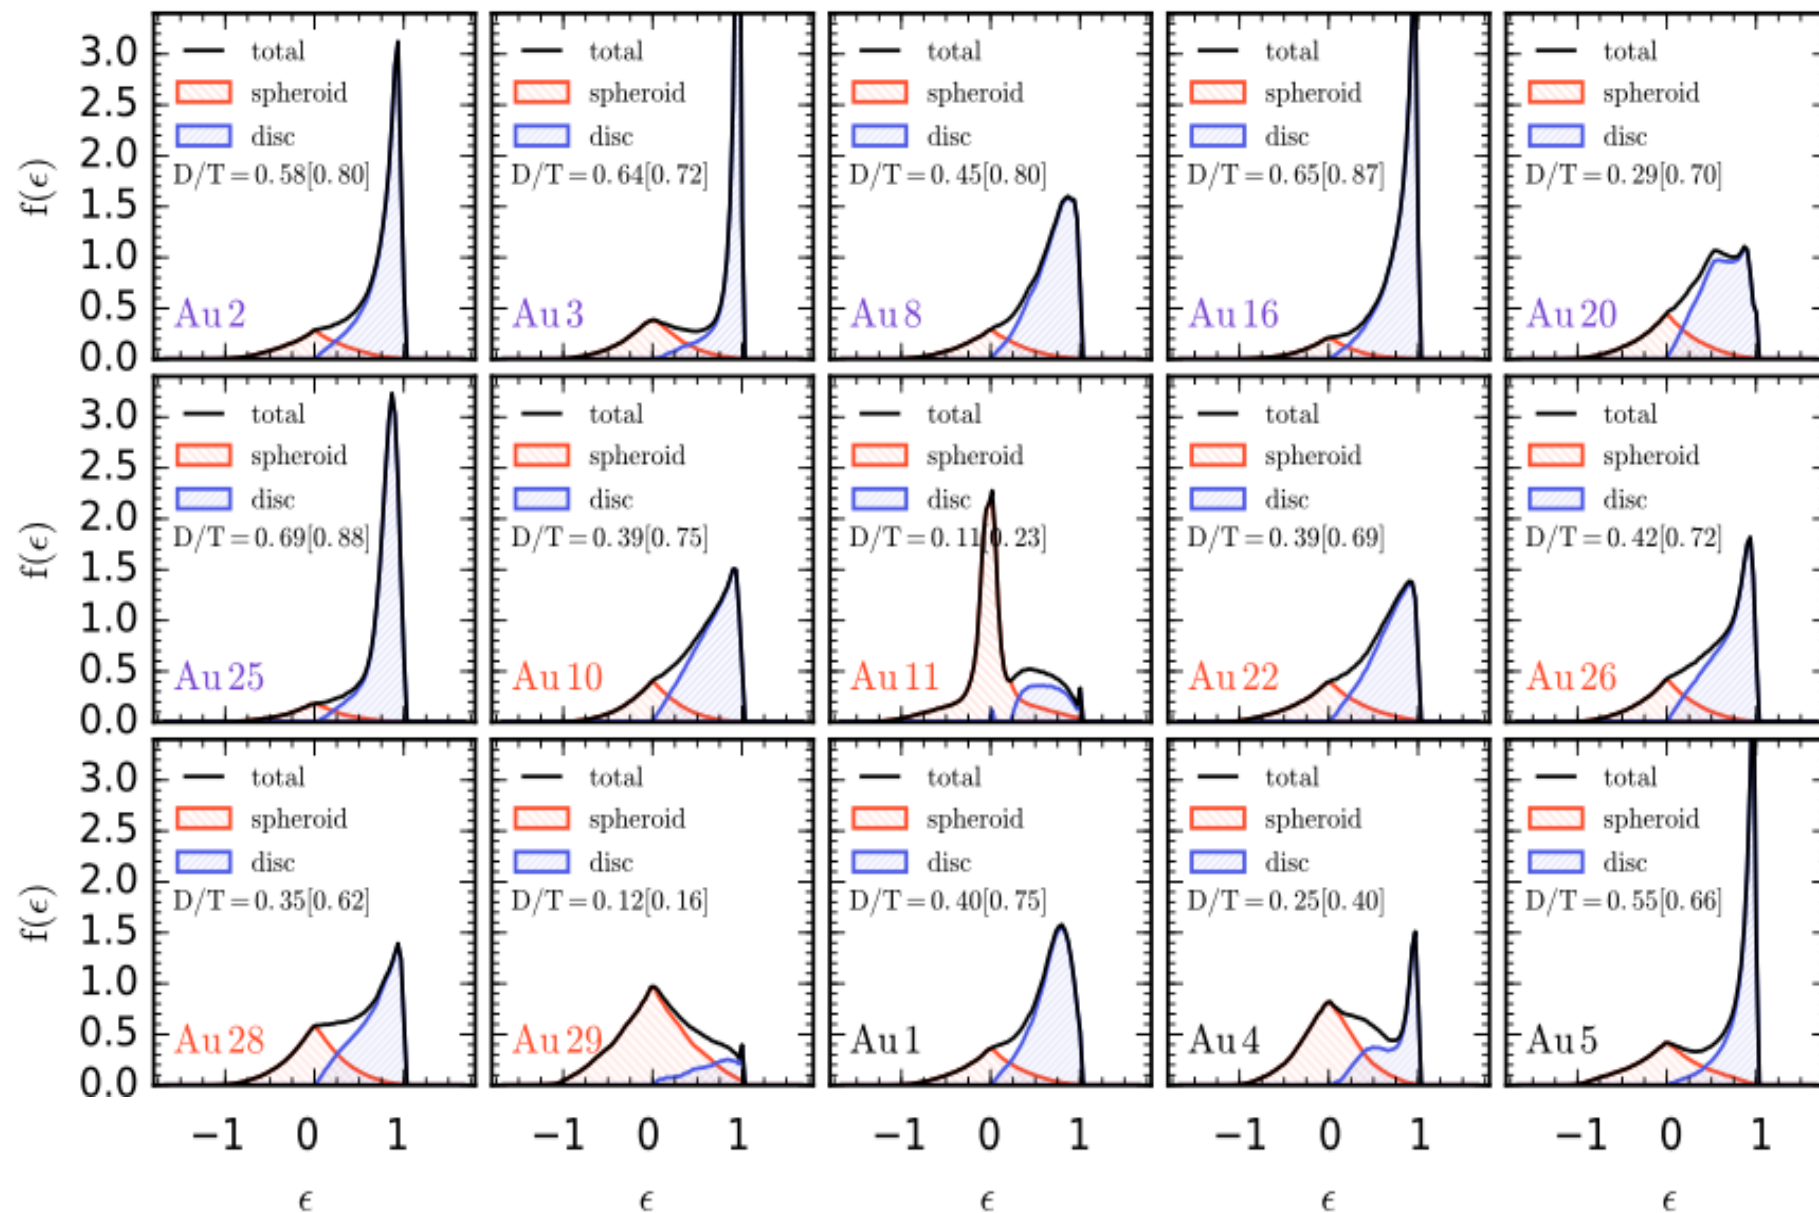 f(ϵ)
3.0
2.5
2.0
1.5
1.0
0.5
0.0
total
spheroid
disc
D/T = 0.58[0.80]
Au 2
total
spheroid
disc
D/T = 0.64[0.72]
Au 3
total
spheroid
disc
D/T = 0.45[0.80]
Au 8
total
spheroid
disc
D/T = 0.65[0.87]
Au 16
total
spheroid
disc
D/T = 0.29[0.70]
Au 20
f(ϵ)
3.0
2.5
2.0
1.5
1.0
0.5
0.0
total
spheroid
disc
D/T = 0.69[0.88]
Au 25
total
spheroid
disc
D/T = 0.39[0.75]
Au 10
total
spheroid
disc
D/T = 0.11[0.23]
Au 11
total
spheroid
disc
D/T = 0.39[0.69]
Au 22
total
spheroid
disc
D/T = 0.42[0.72]
Au 26
f(ϵ)
3.0
2.5
2.0
1.5
1.0
0.5
0.0
total
spheroid
disc
D/T = 0.35[0.62]
Au 28
total
spheroid
disc
D/T = 0.12[0.16]
Au 29
total
spheroid
disc
D/T = 0.40[0.75]
Au 1
total
spheroid
disc
D/T = 0.25[0.40]
Au 4
total
spheroid
disc
D/T = 0.55[0.66]
Au 5
−1 0 1 −1 0 1 −1 0 1 −1 0 1 −1 0 1
ϵ ϵ ϵ ϵ ϵ